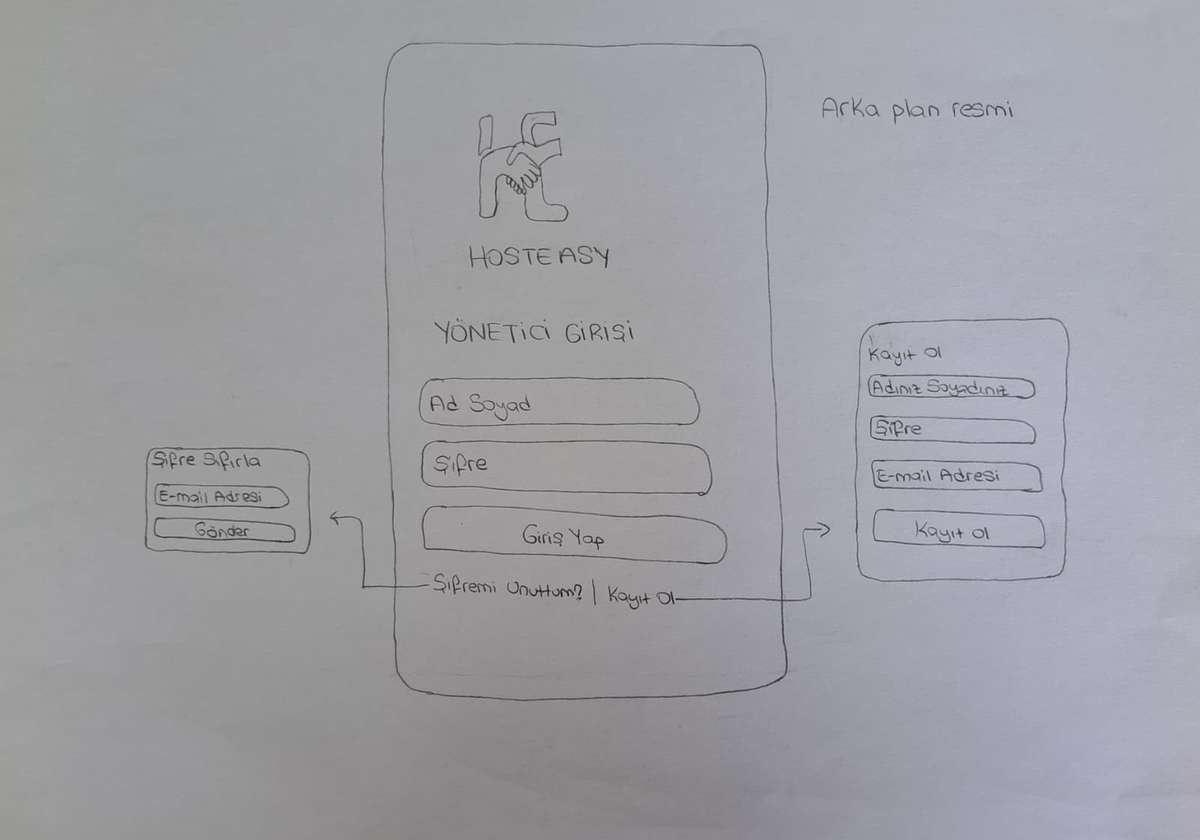 Arka plan resmi
HOSTEASY
YÖNETİCİ GİRİŞİ
Ad Soyad
Şifre
Giriş Yap
Şifremi Unuttum? | Kayıt Ol
Şifre Sıfırla
E-mail Adresi
Gönder
Kayıt Ol
Adınız Soyadınız
Şifre
E-mail Adresi
Kayıt Ol